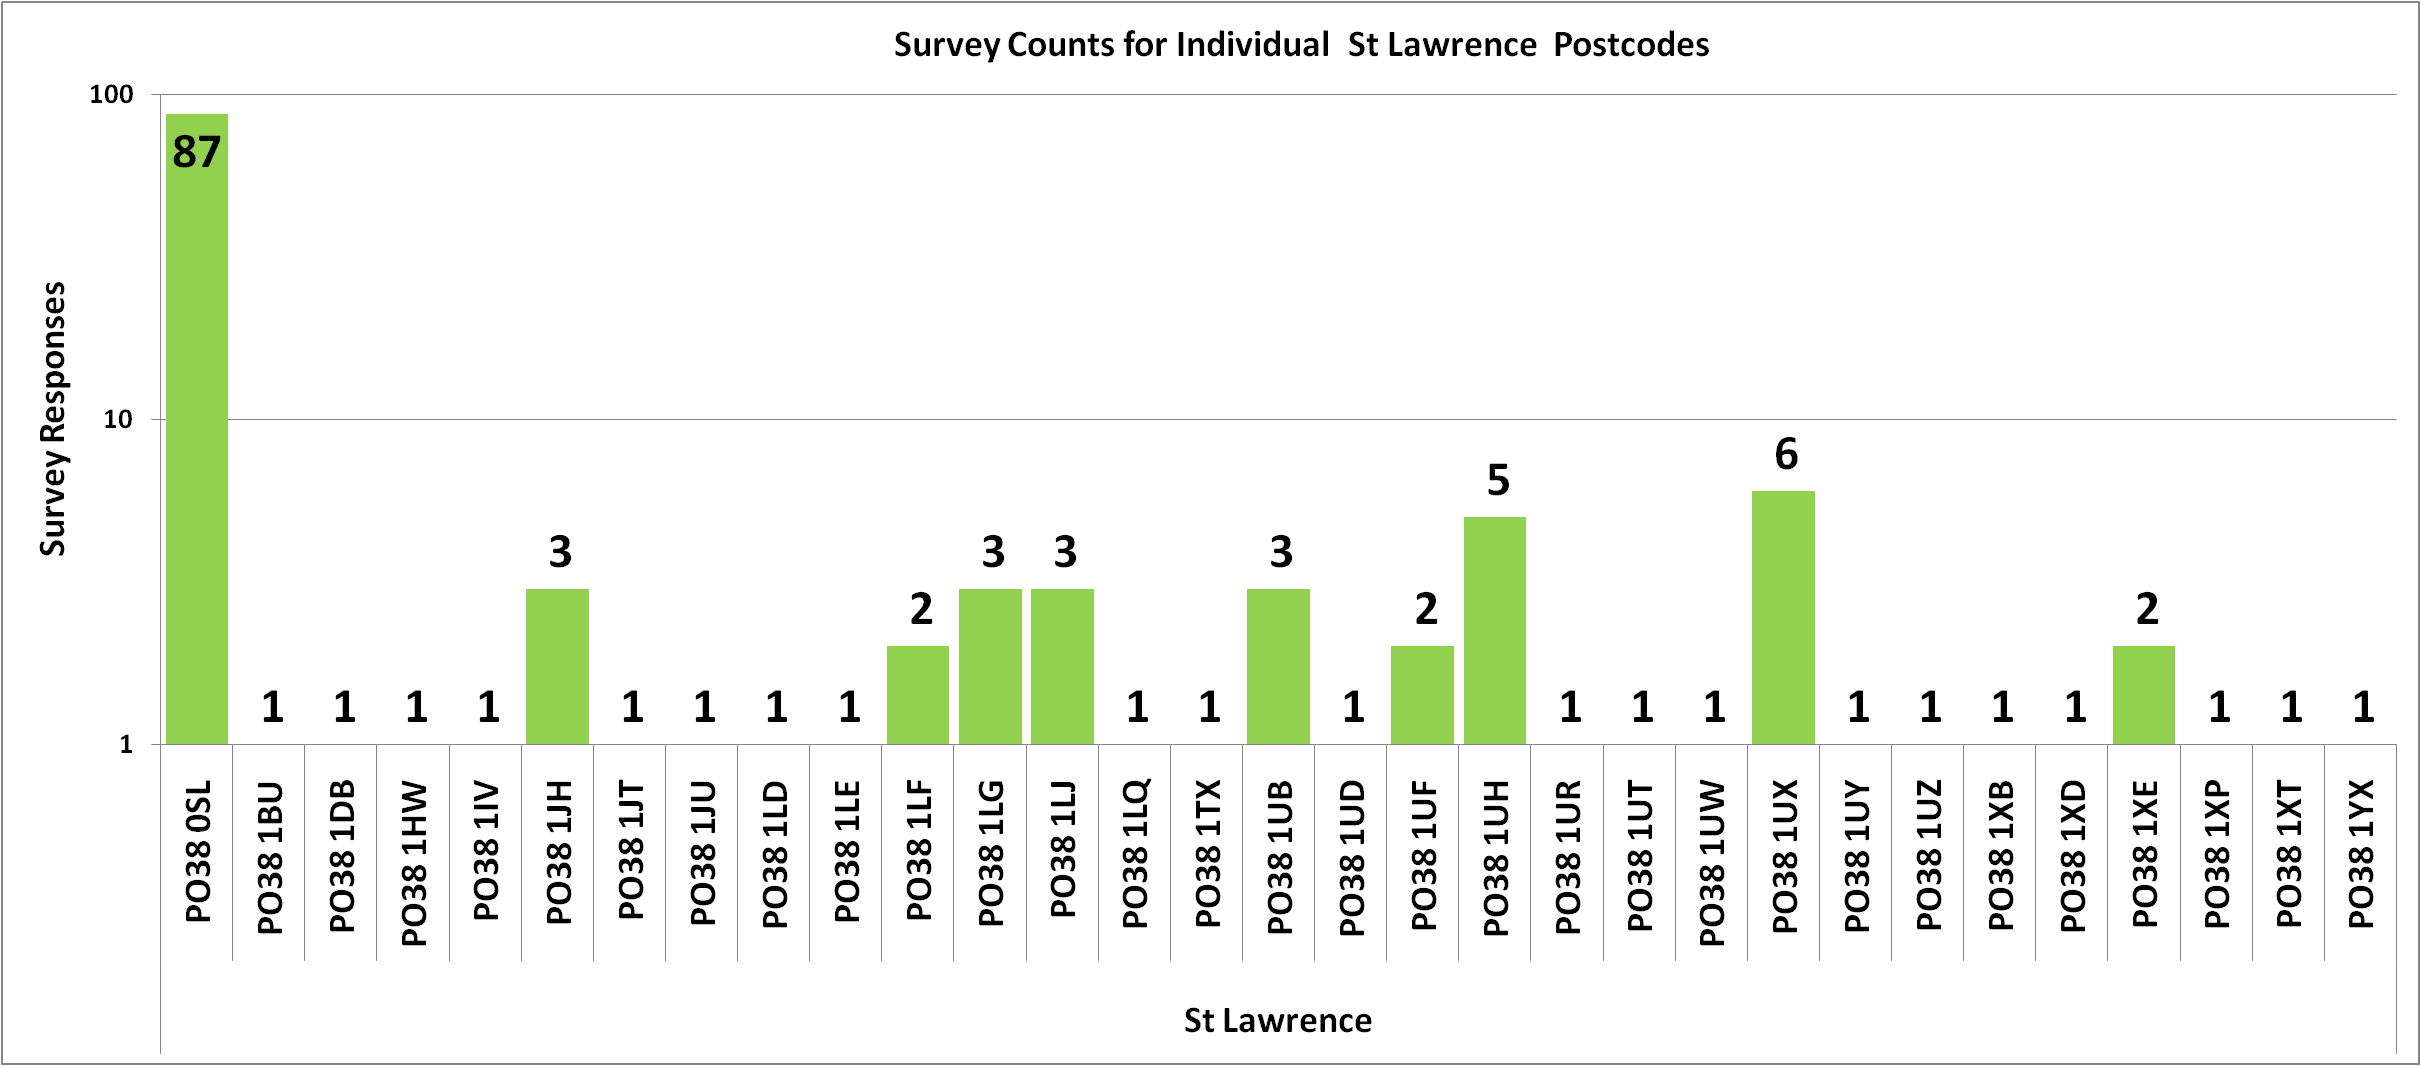 Survey Counts for Individual St Lawrence Postcodes
Survey Responses
100
10
1
87
1
1
1
1
3
1
1
1
1
2
3
3
1
1
3
1
2
5
1
1
1
6
1
1
1
1
2
1
1
1
PO38 0SL
PO38 1BU
PO38 1DB
PO38 1HW
PO38 1IV
PO38 1JH
PO38 1JT
PO38 1JU
PO38 1LD
PO38 1LE
PO38 1LF
PO38 1LG
PO38 1LJ
PO38 1LQ
PO38 1TX
PO38 1UB
PO38 1UD
PO38 1UF
PO38 1UH
PO38 1UR
PO38 1UT
PO38 1UW
PO38 1UX
PO38 1UY
PO38 1UZ
PO38 1XB
PO38 1XD
PO38 1XE
PO38 1XP
PO38 1XT
PO38 1YX
St Lawrence